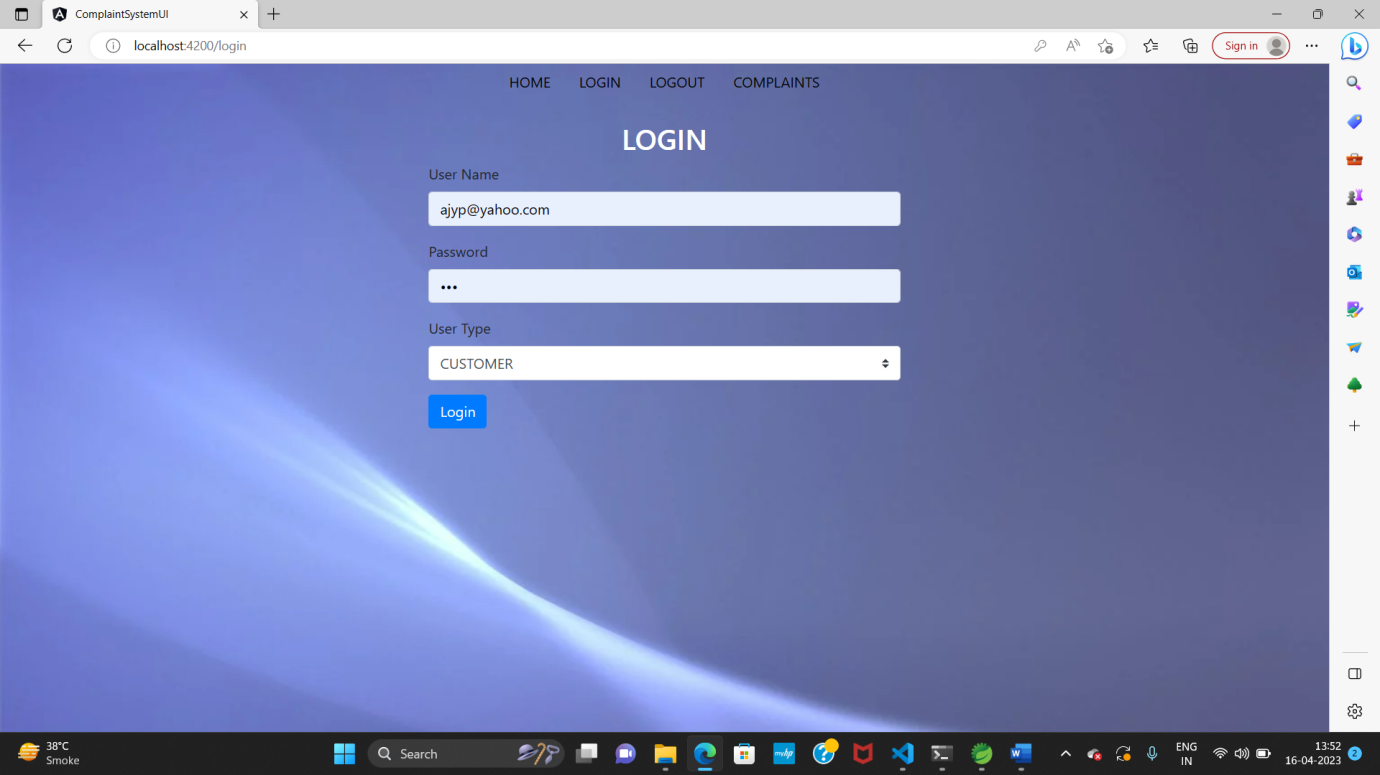 ComplaintSystemUI
localhost:4200/login
Sign in
HOME LOGIN LOGOUT COMPLAINTS
LOGIN
User Name
ajyp@yahoo.com
Password
•••
User Type
CUSTOMER
Login
38°C
Smoke
Search
myhp
ENG
IN
13:52
16-04-2023
2